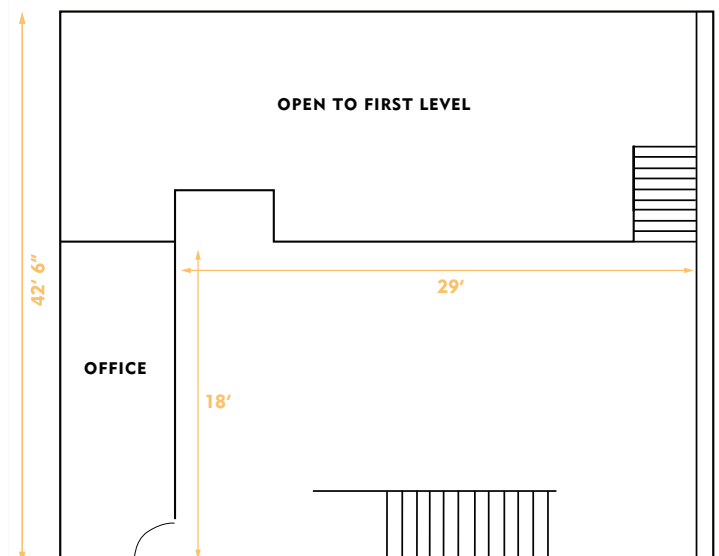 OPEN TO FIRST LEVEL
42′ 6″
29′
OFFICE
18′